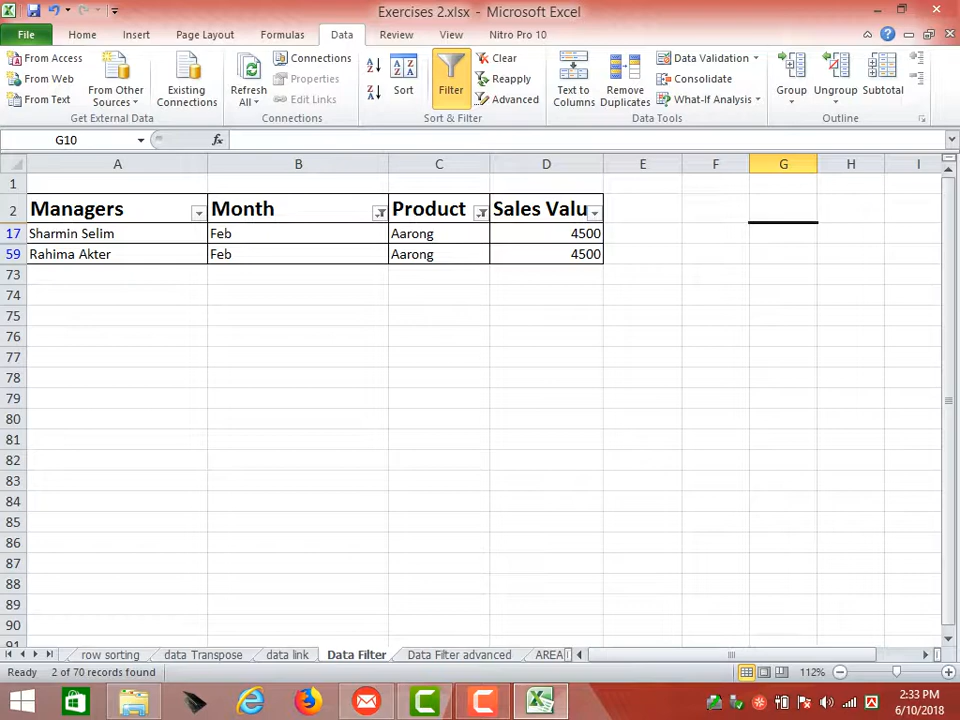 Exercises 2.xlsx - Microsoft Excel
File Home Insert Page Layout Formulas Data Review View Nitro Pro 10
From Access
From Web
From Text
From Other Sources
Existing Connections
Get External Data
Refresh All
Connections
Properties
Edit Links
Connections
Sort
Filter
Clear
Reapply
Advanced
Sort & Filter
Text to Columns
Remove Duplicates
Data Validation
Consolidate
What-If Analysis
Data Tools
Group
Ungroup
Subtotal
Outline
G10 fx
A B C D E F G H I
1
2 Managers Month Product Sales Valu
17 Sharmin Selim Feb Aarong 4500
59 Rahima Akter Feb Aarong 4500
73
74
75
76
77
78
79
80
81
82
83
84
85
86
87
88
89
90
91
row sorting data Transpose data link Data Filter Data Filter advanced AREA
Ready 2 of 70 records found 112%
2:33 PM
6/10/2018